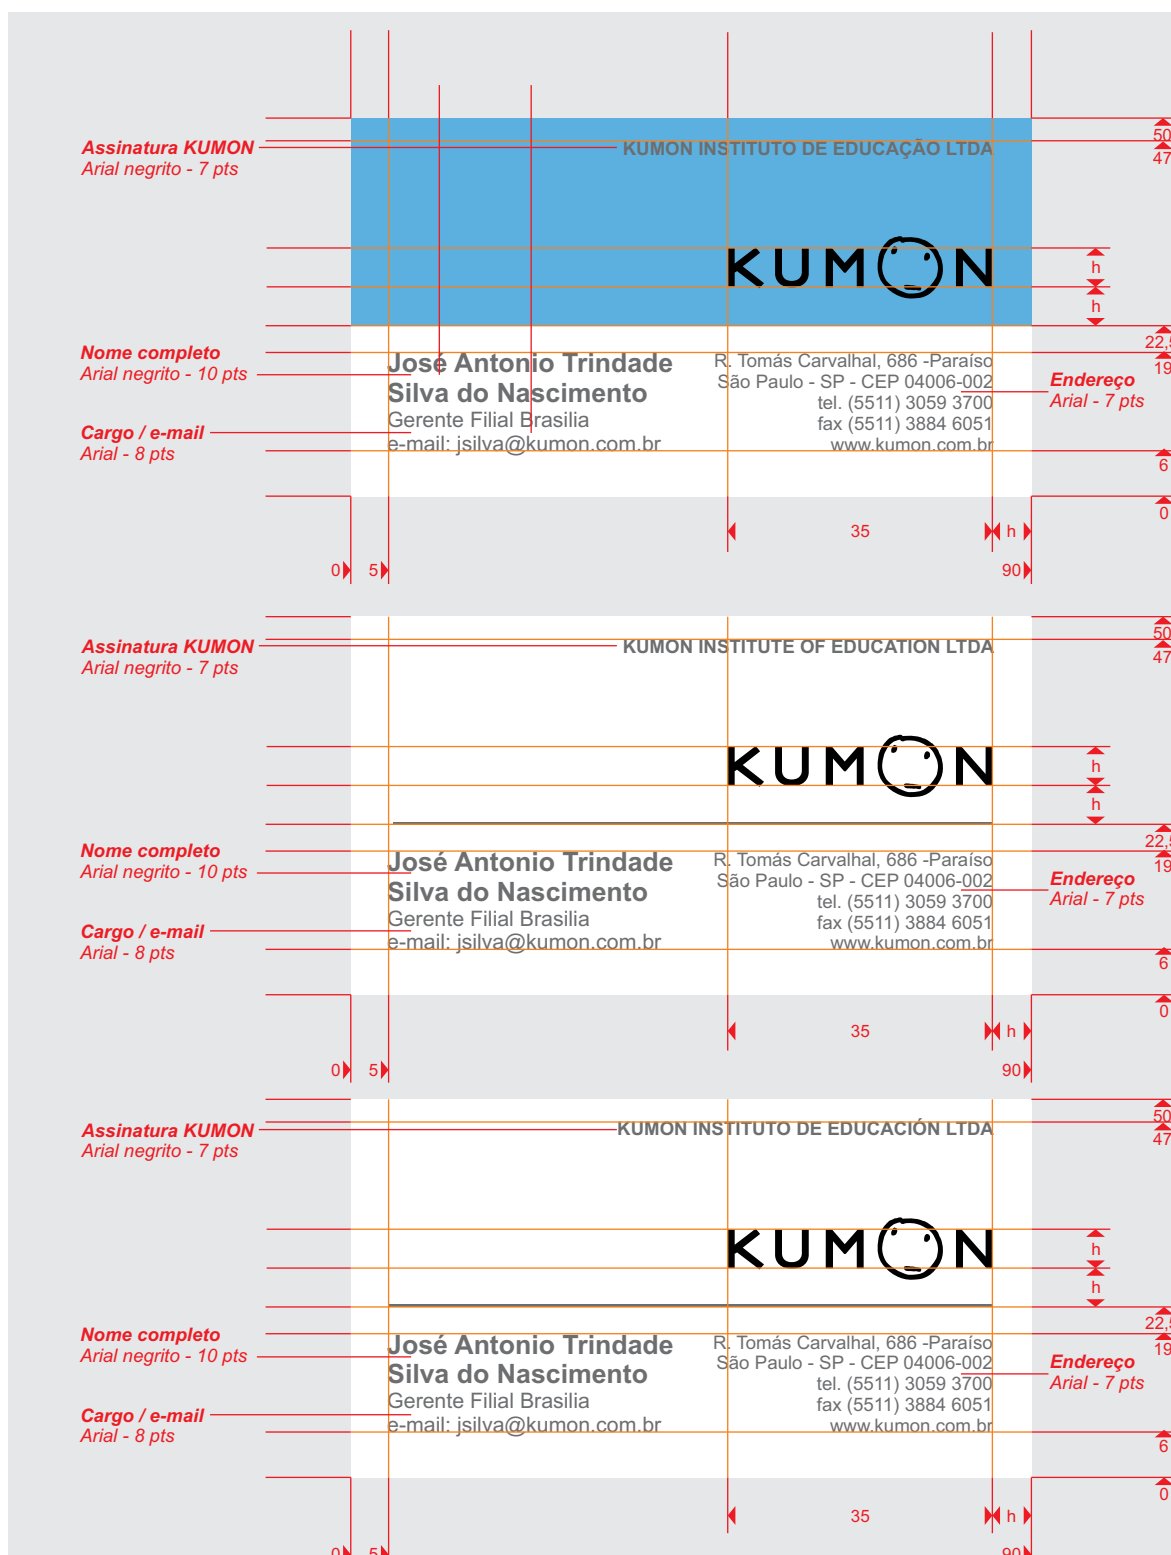 50
Assinatura KUMON
Arial negrito - 7 pts
KUMON INSTITUTO DE EDUCAÇÃO LTDA
47
KUMON
h
h
22,5
Nome completo
Arial negrito - 10 pts
José Antonio Trindade
Silva do Nascimento
Gerente Filial Brasilia
e-mail: jsilva@kumon.com.br
R. Tomás Carvalhal, 686 -Paraíso
São Paulo - SP - CEP 04006-002
tel. (5511) 3059 3700
fax (5511) 3884 6051
www.kumon.com.br
19
Endereço
Arial - 7 pts
Cargo / e-mail
Arial - 8 pts
6
0
35
h
0
5
90
50
Assinatura KUMON
Arial negrito - 7 pts
KUMON INSTITUTE OF EDUCATION LTDA
47
KUMON
h
h
22,5
Nome completo
Arial negrito - 10 pts
José Antonio Trindade
Silva do Nascimento
Gerente Filial Brasilia
e-mail: jsilva@kumon.com.br
R. Tomás Carvalhal, 686 -Paraíso
São Paulo - SP - CEP 04006-002
tel. (5511) 3059 3700
fax (5511) 3884 6051
www.kumon.com.br
19
Endereço
Arial - 7 pts
Cargo / e-mail
Arial - 8 pts
6
0
35
h
0
5
90
50
Assinatura KUMON
Arial negrito - 7 pts
KUMON INSTITUTO DE EDUCACIÓN LTDA
47
KUMON
h
h
22,5
Nome completo
Arial negrito - 10 pts
José Antonio Trindade
Silva do Nascimento
Gerente Filial Brasilia
e-mail: jsilva@kumon.com.br
R. Tomás Carvalhal, 686 -Paraíso
São Paulo - SP - CEP 04006-002
tel. (5511) 3059 3700
fax (5511) 3884 6051
www.kumon.com.br
19
Endereço
Arial - 7 pts
Cargo / e-mail
Arial - 8 pts
6
0
35
h
0
5
90